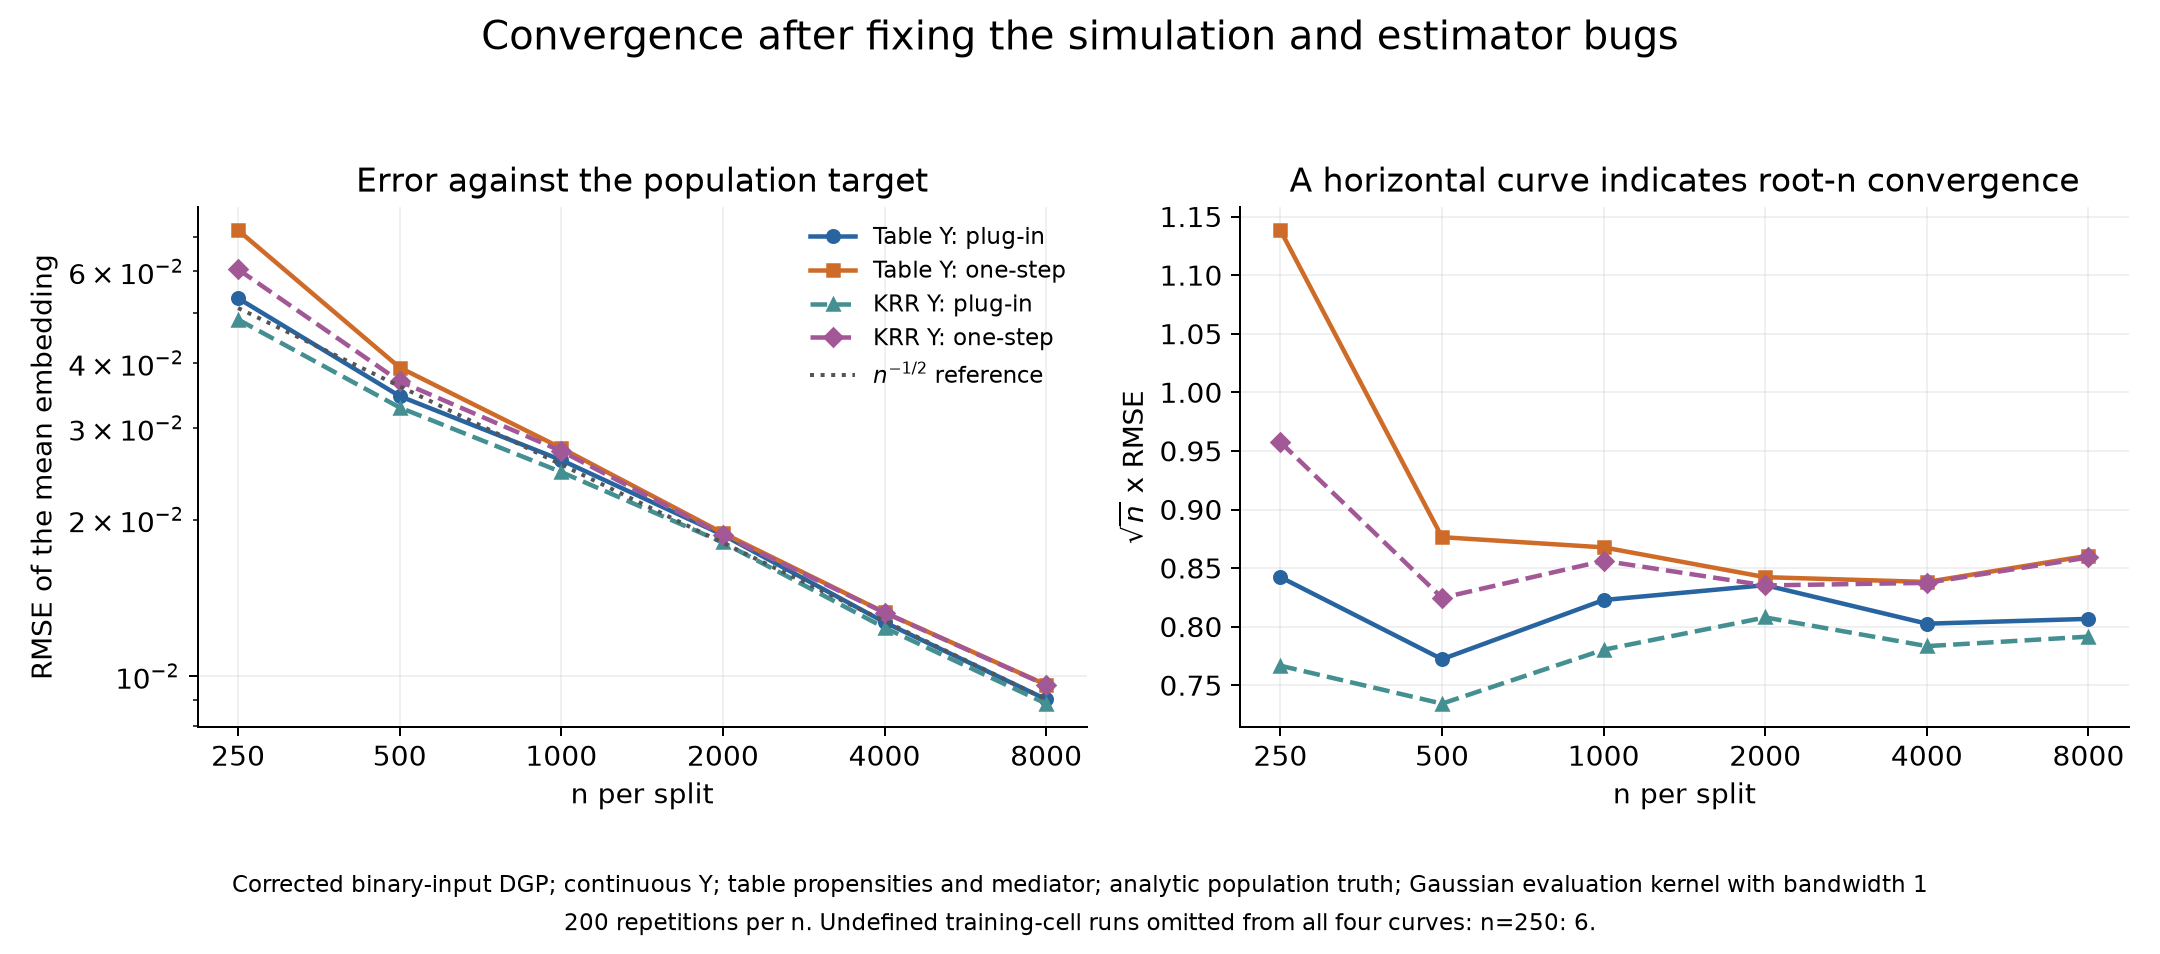 Convergence after fixing the simulation and estimator bugs
Error against the population target
RMSE of the mean embedding
6 × 10⁻²
4 × 10⁻²
3 × 10⁻²
2 × 10⁻²
10⁻²
Table Y: plug-in
Table Y: one-step
KRR Y: plug-in
KRR Y: one-step
n⁻¹/² reference
250 500 1000 2000 4000 8000
n per split
A horizontal curve indicates root-n convergence
√n x RMSE
1.15
1.10
1.05
1.00
0.95
0.90
0.85
0.80
0.75
250 500 1000 2000 4000 8000
n per split
Corrected binary-input DGP; continuous Y; table propensities and mediator; analytic population truth; Gaussian evaluation kernel with bandwidth 1
200 repetitions per n. Undefined training-cell runs omitted from all four curves: n=250: 6.